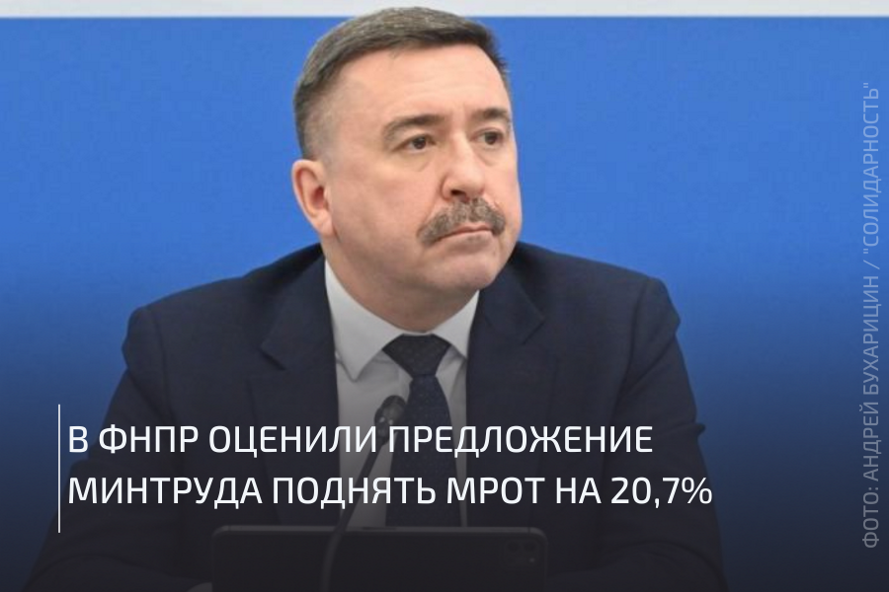 В ФНПР ОЦЕНИЛИ ПРЕДЛОЖЕНИЕ
МИНТРУДА ПОДНЯТЬ МРОТ НА 20,7%
ФОТО: АНДРЕЙ БУХАРИЦИН / "СОЛИДАРНОСТЬ"